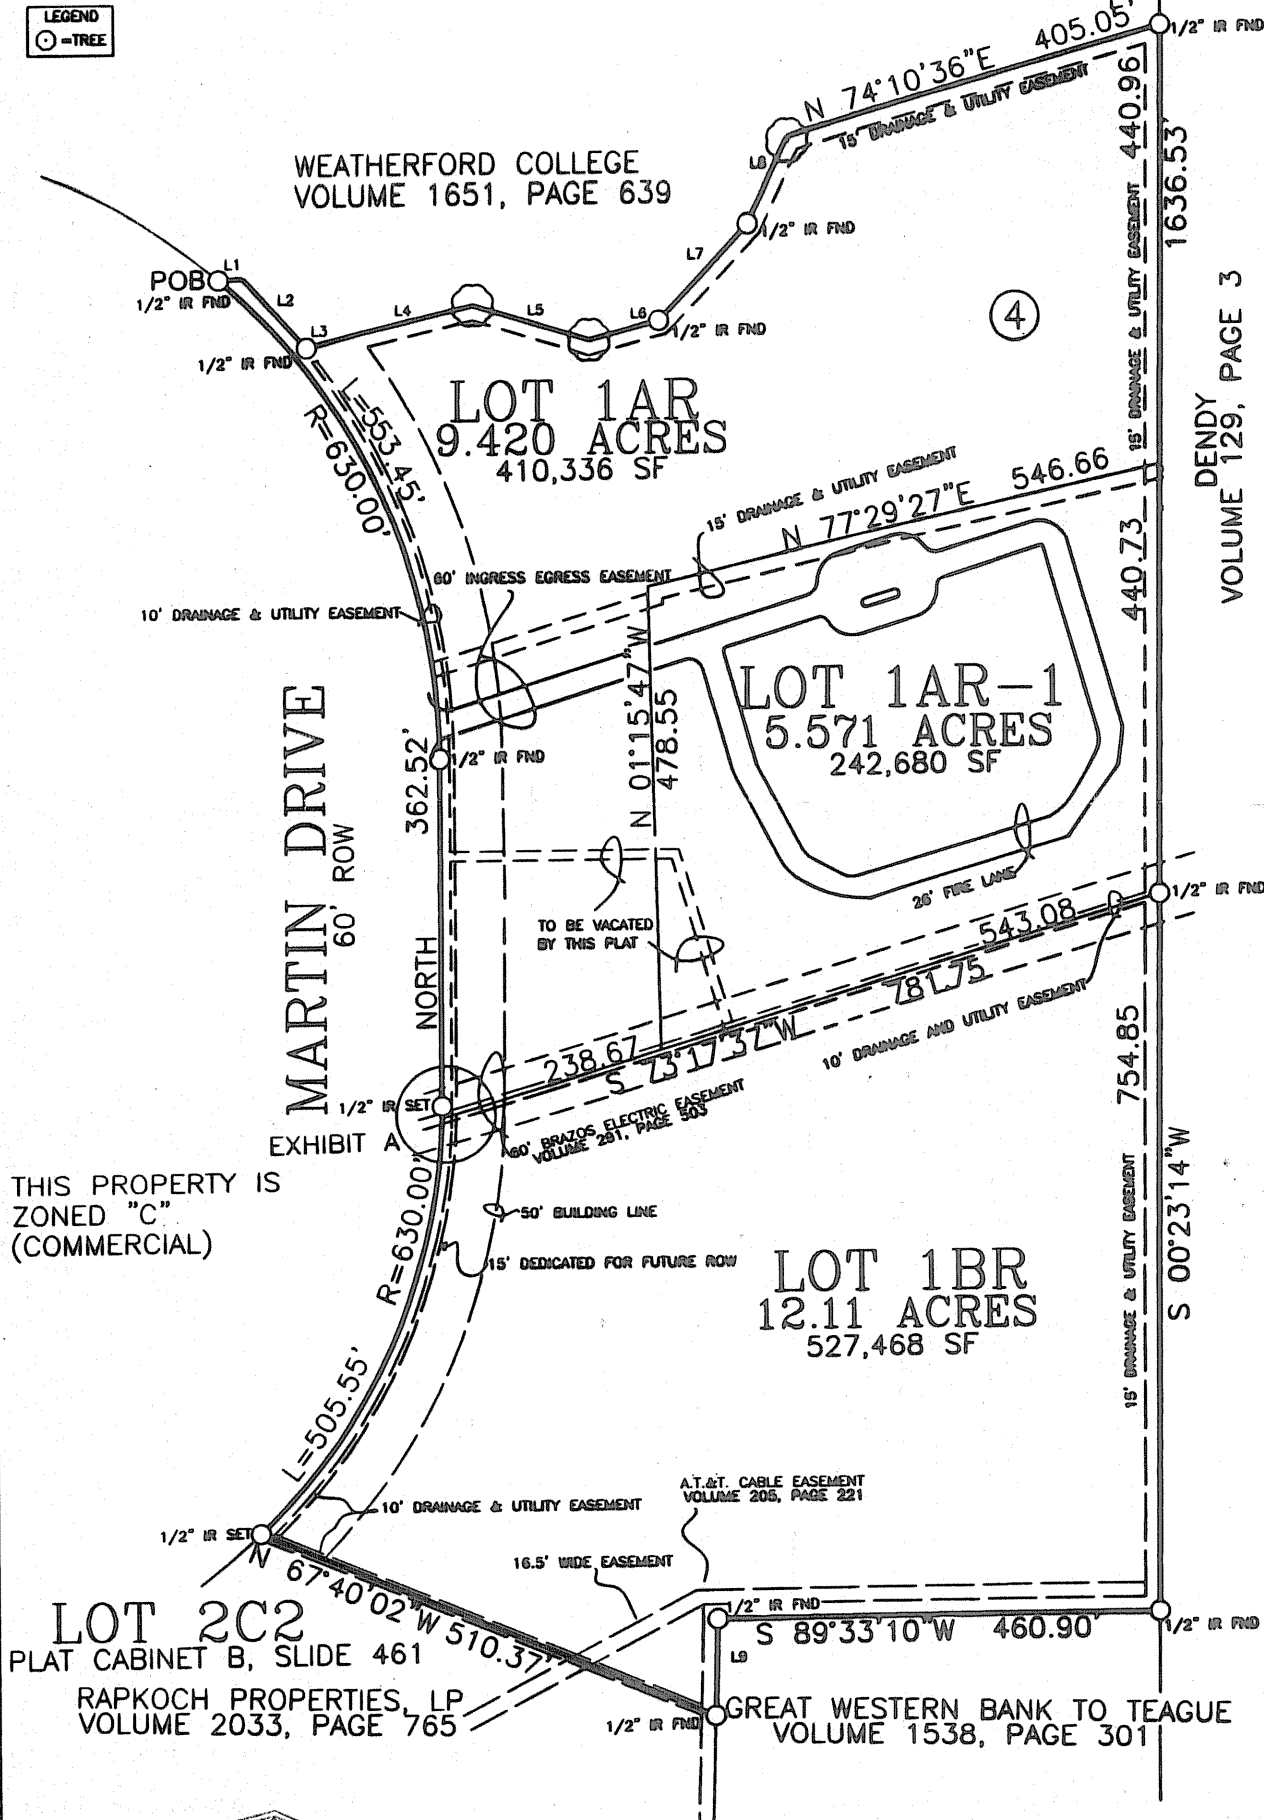 LEGEND
=TREE
405.05'
1/2" IR FND
N 74°10'36"E
15' DRAINAGE & UTILITY EASEMENT
440.96
1636.53'
WEATHERFORD COLLEGE
VOLUME 1651, PAGE 639
L8
1/2" IR FND
L7
15' DRAINAGE & UTILITY EASEMENT
POB
L1
1/2" IR FND
L2
L3
L4
L5
L6
1/2" IR FND
1/2" IR FND
4
DENDY
VOLUME 129, PAGE 3
L=553.45'
R=630.00'
LOT 1AR
9.420 ACRES
410,336 SF
15' DRAINAGE & UTILITY EASEMENT
N 77°29'27"E
546.66
440.73
60' INGRESS EGRESS EASEMENT
10' DRAINAGE & UTILITY EASEMENT
N 01°15'47"W
478.55
LOT 1AR-1
5.571 ACRES
242,680 SF
MARTIN DRIVE
60' ROW
362.52'
NORTH
1/2" IR FND
TO BE VACATED
BY THIS PLAT
26' FIRE LANE
1/2" IR FND
543.08
781.75
238.67
S 73°17'37"W
10' DRAINAGE AND UTILITY EASEMENT
754.85
1/2" IR SET
EXHIBIT A
60' BRAZOS ELECTRIC EASEMENT
VOLUME 291, PAGE 503
THIS PROPERTY IS
ZONED "C"
(COMMERCIAL)
50' BUILDING LINE
15' DEDICATED FOR FUTURE ROW
R=630.00'
L=505.55'
LOT 1BR
12.11 ACRES
527,468 SF
15' DRAINAGE & UTILITY EASEMENT
S 00°23'14"W
A.T.&T. CABLE EASEMENT
VOLUME 205, PAGE 221
10' DRAINAGE & UTILITY EASEMENT
1/2" IR SET
16.5' WIDE EASEMENT
N 67°40'02"W 510.37'
1/2" IR FND
S 89°33'10"W 460.90'
1/2" IR FND
L9
LOT 2C2
PLAT CABINET B, SLIDE 461
RAPKOCH PROPERTIES, LP
VOLUME 2033, PAGE 765
1/2" IR FND
GREAT WESTERN BANK TO TEAGUE
VOLUME 1538, PAGE 301